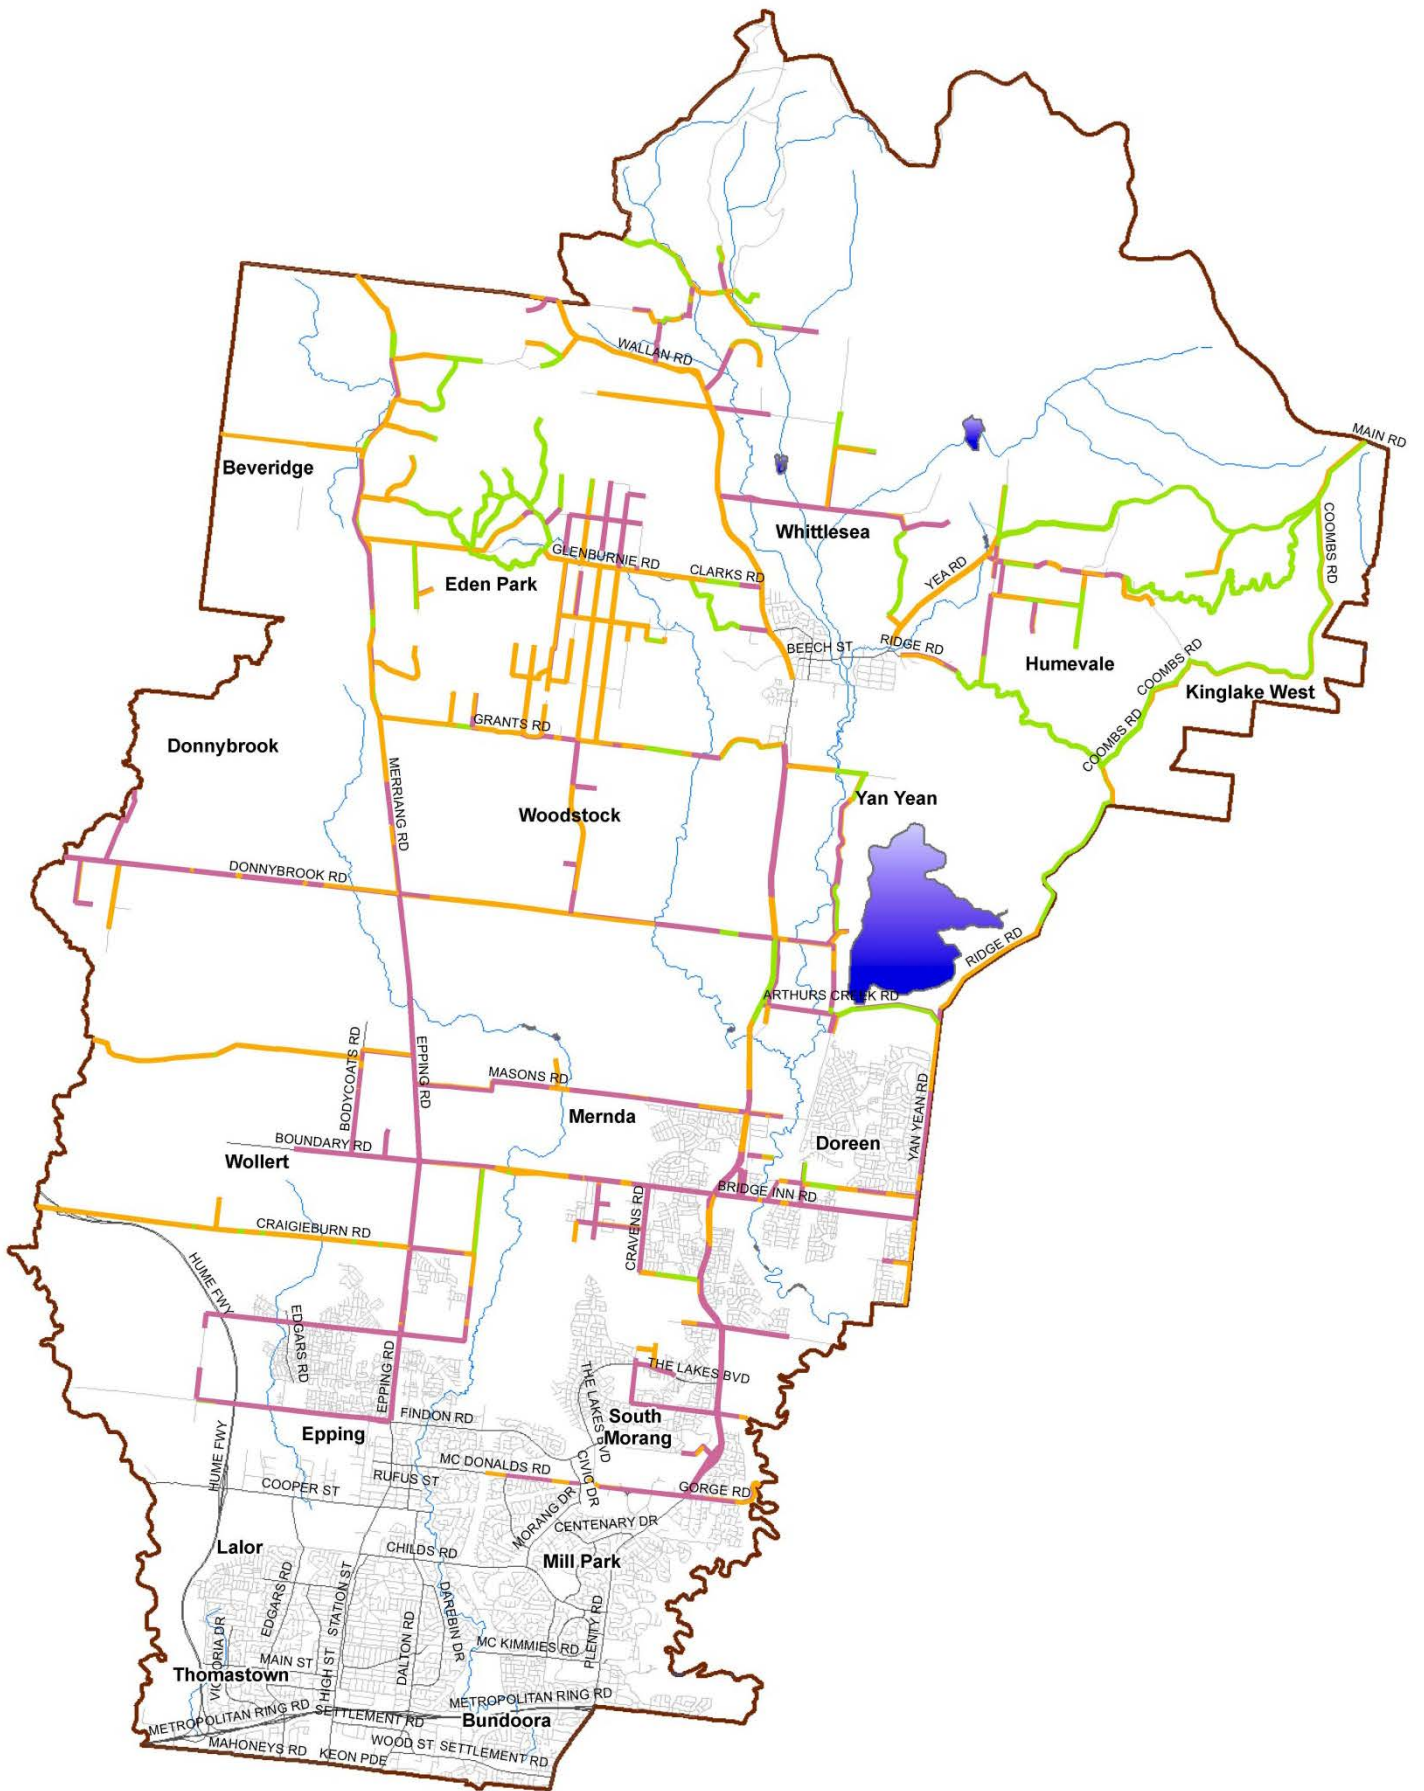 WALLAN RD
MAIN RD
Beveridge
COOMBS RD
Whittlesea
GLENBURNIE RD
CLARKS RD
YEA RD
Eden Park
BEECH ST
RIDGE RD
Humevale
COOMBS RD
Kinglake West
COOMBS RD
GRANTS RD
Donnybrook
MERRIANG RD
Yan Yean
Woodstock
DONNYBROOK RD
RIDGE RD
ARTHURS CREEK RD
BODYCOATS RD
EPPING RD
MASONS RD
YAN YEAN RD
Mernda
Doreen
BOUNDARY RD
Wollert
BRIDGE INN RD
CRAVENS RD
CRAIGIEBURN RD
HUME FWY
EDGARS RD
EPPING RD
THE LAKES BVD
THE LAKES BVD
FINDON RD
South
Morang
Epping
HUME FWY
MC DONALDS RD
CIVIC DR
RUFUS ST
COOPER ST
GORGE RD
MORANG DR
CENTENARY DR
Lalor
CHILDS RD
Mill Park
EDGARS RD
STATION ST
DAREBIN DR
DALTON RD
PLENTY RD
VICTORIA DR
MC KIMMIES RD
MAIN ST
HIGH ST
Thomastown
METROPOLITAN RING RD
METROPOLITAN RING RD
SETTLEMENT RD
Bundoora
MAHONEYS RD
KEON PDE
WOOD ST
SETTLEMENT RD